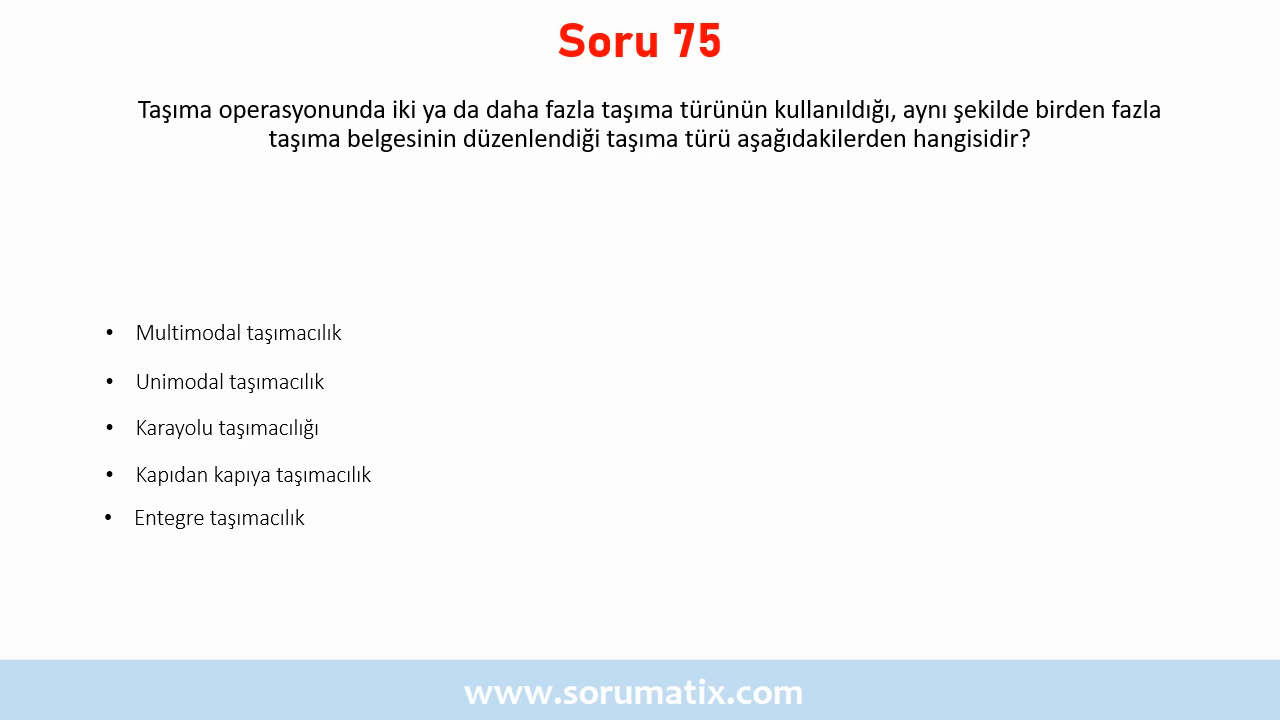 Soru 75
Taşıma operasyonunda iki ya da daha fazla taşıma türünün kullanıldığı, aynı şekilde birden fazla
taşıma belgesinin düzenlendiği taşıma türü aşağıdakilerden hangisidir?
• Multimodal taşımacılık
• Unimodal taşımacılık
• Karayolu taşımacılığı
• Kapıdan kapıya taşımacılık
• Entegre taşımacılık
www.sorumatix.com